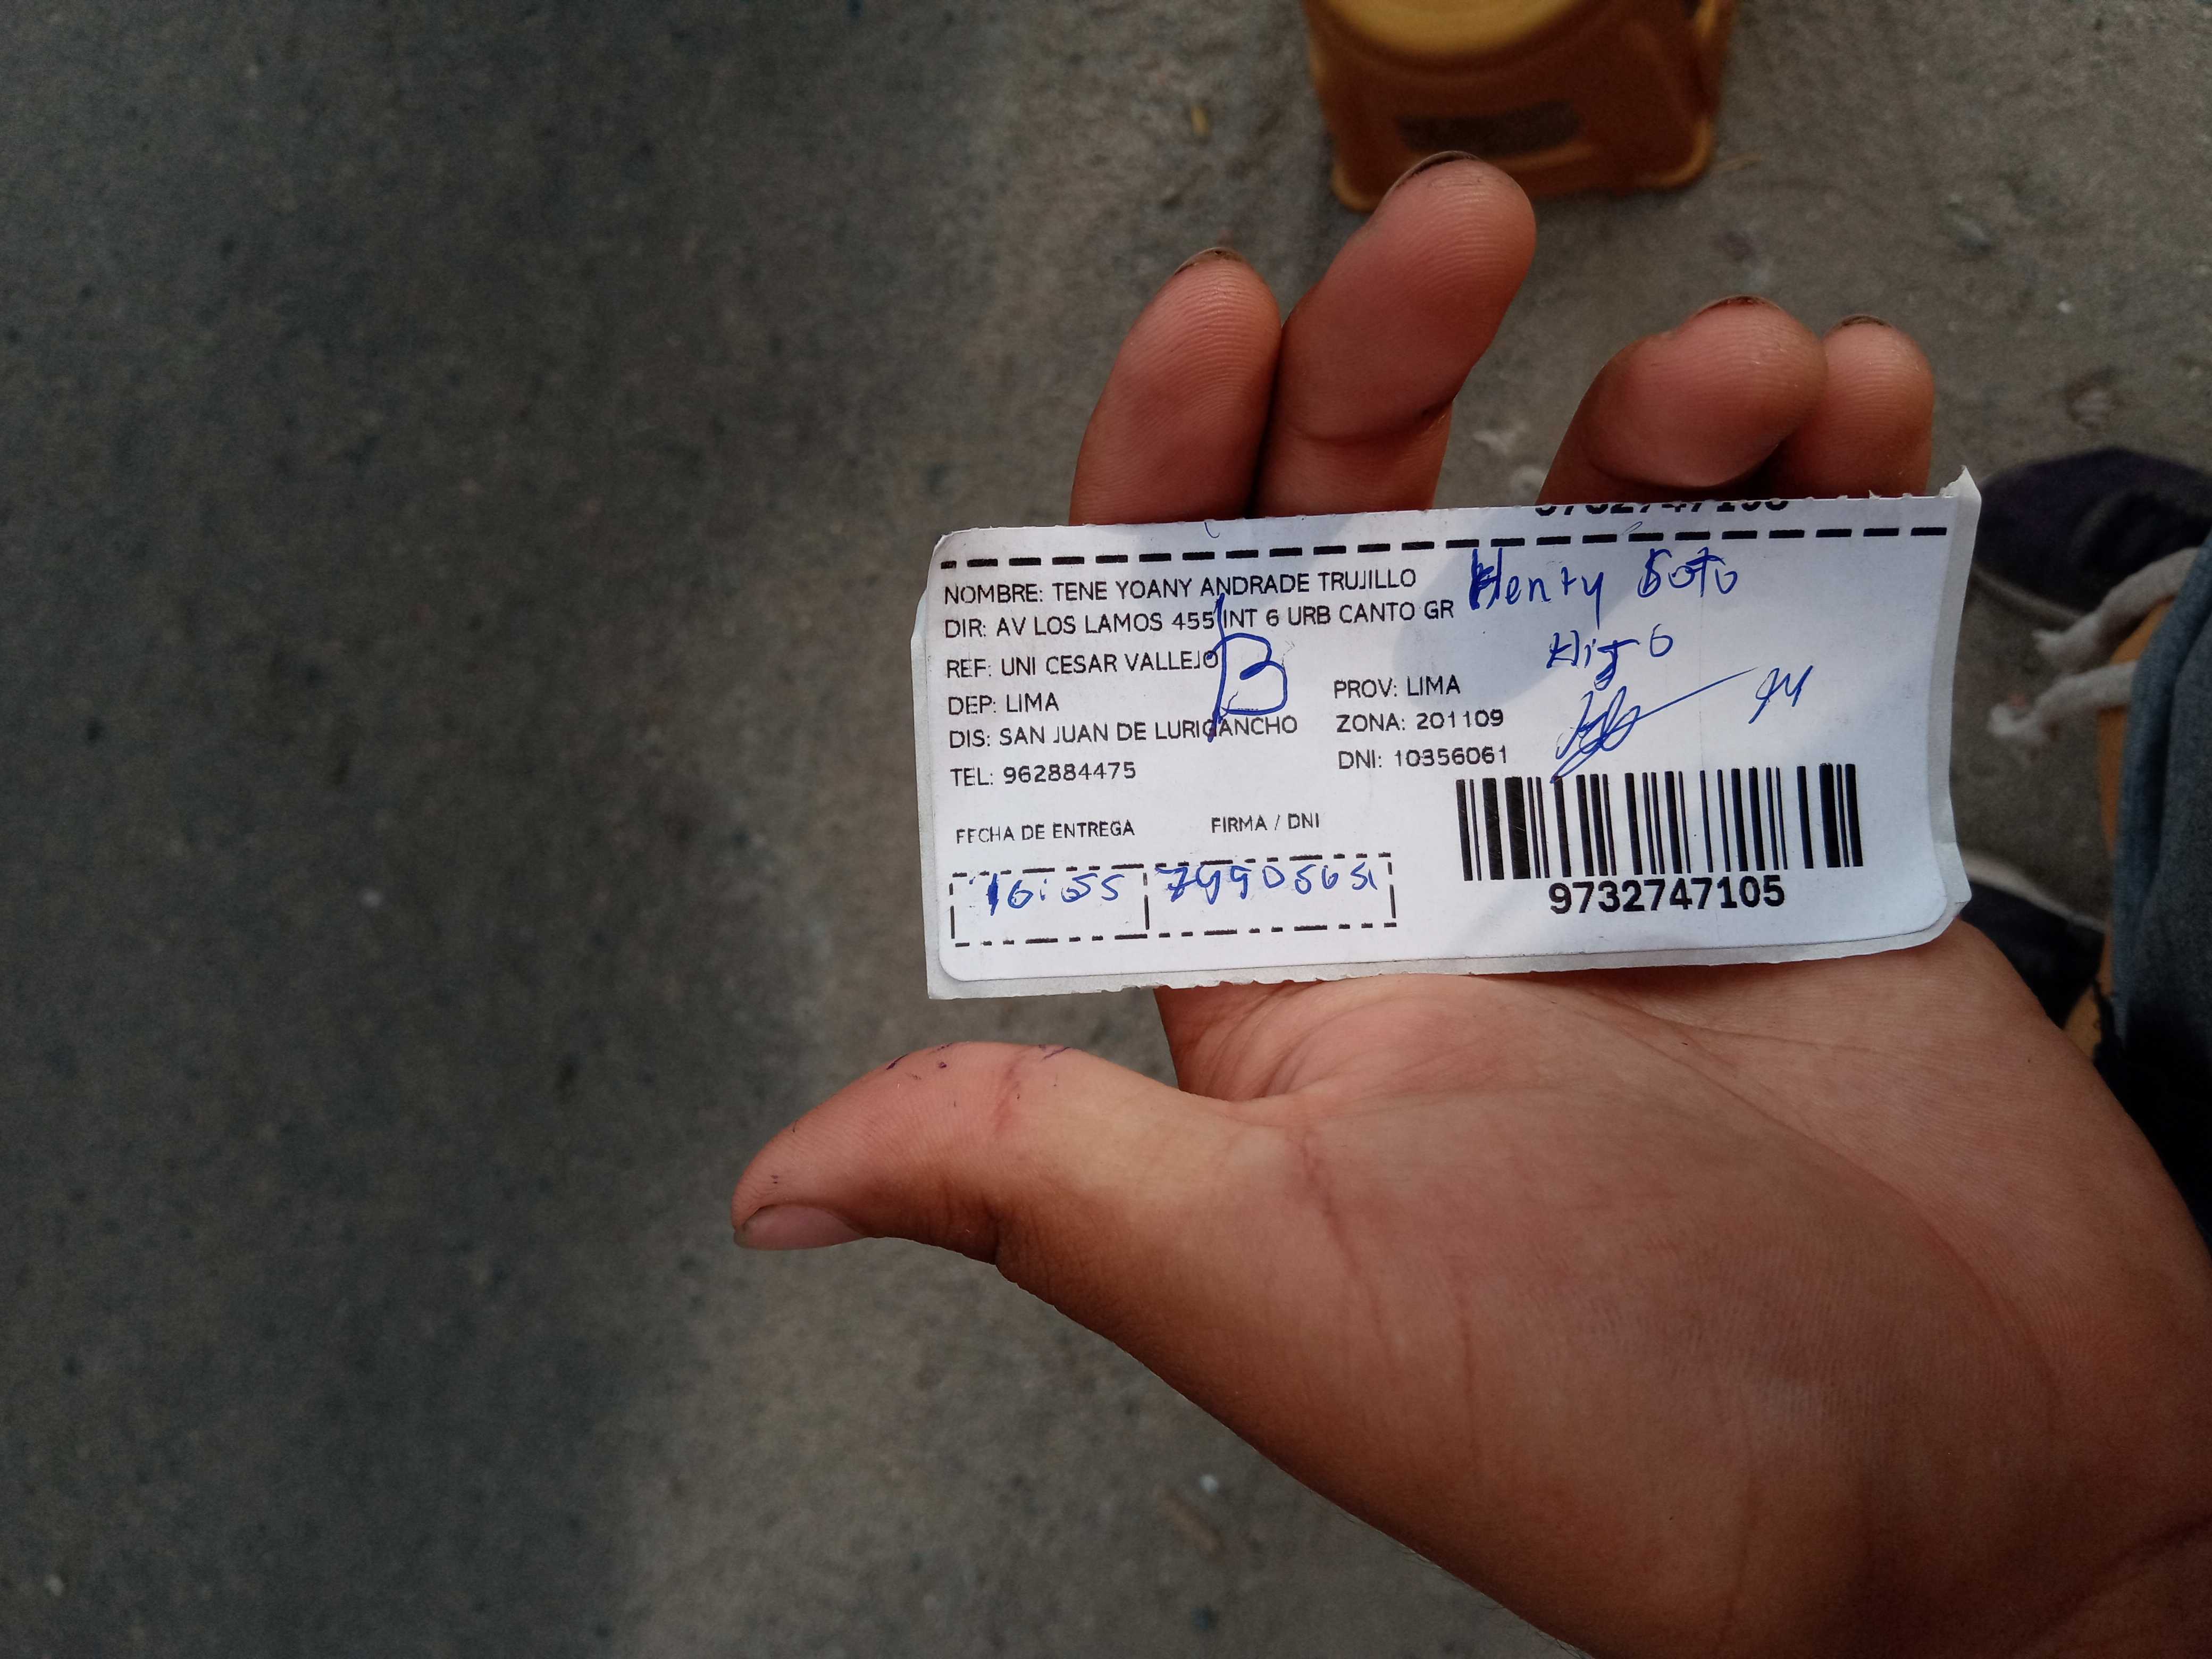 NOMBRE: TENE YOANY ANDRADE TRUJILLO
Henry Soto
DIR: AV LOS LAMOS 455 INT 6 URB CANTO GR
Hijo
REF: UNI CESAR VALLEJO
B
DEP: LIMA
PROV: LIMA
DIS: SAN JUAN DE LURIGANCHO
ZONA: 201109
TEL: 962884475
DNI: 10356061
FECHA DE ENTREGA
FIRMA / DNI
16:55
9732747105